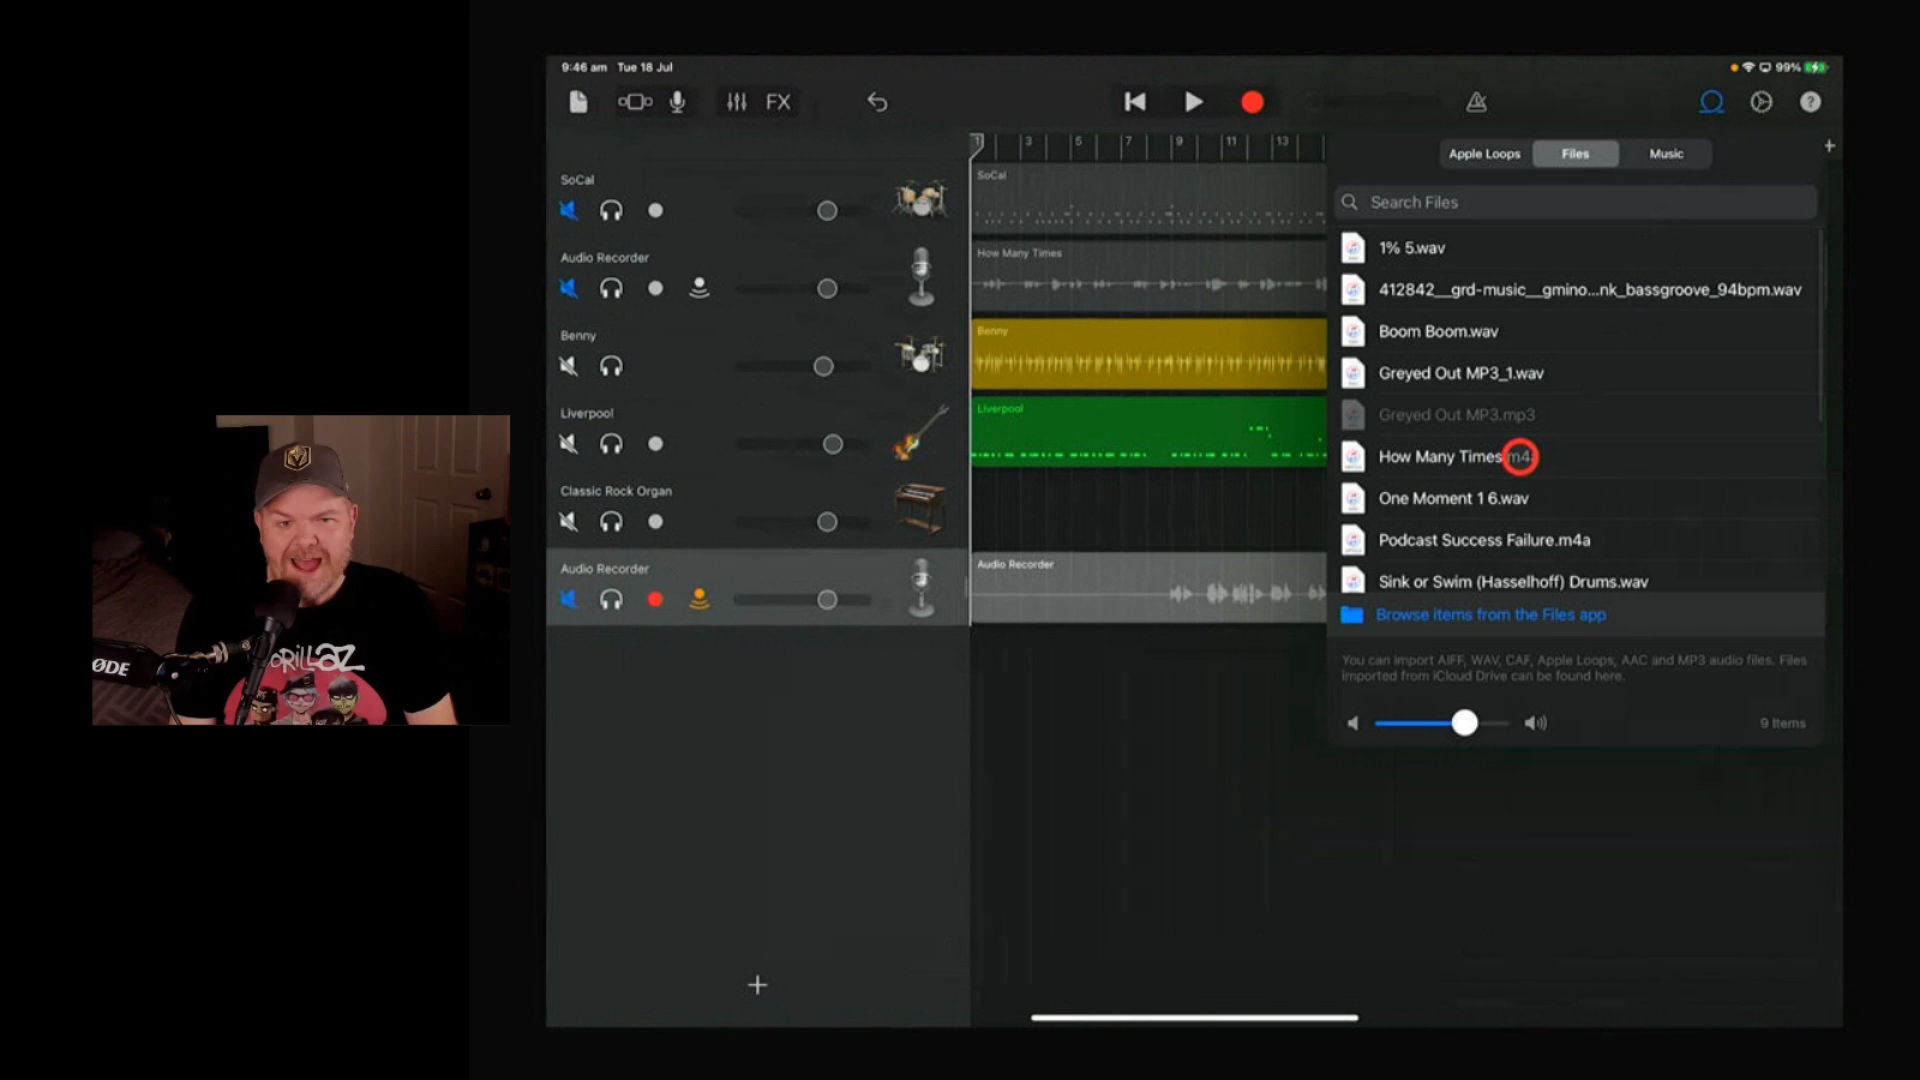 9:46 am Tue 18 Jul
99%
FX
1 3 5 7 9 11 13
Apple Loops Files Music
Search Files
1% 5.wav
412842__grd-music__gmino...nk_bassgroove_94bpm.wav
Boom Boom.wav
Greyed Out MP3_1.wav
Greyed Out MP3.mp3
How Many Times.m4a
One Moment 1 6.wav
Podcast Success Failure.m4a
Sink or Swim (Hasselhoff) Drums.wav
Browse items from the Files app
You can import AIFF, WAV, CAF, Apple Loops, AAC and MP3 audio files. Files
imported from iCloud Drive can be found here.
9 Items
SoCal
SoCal
Audio Recorder
How Many Times
Benny
Benny
Liverpool
Liverpool
Classic Rock Organ
Audio Recorder
Audio Recorder
RØDE
GORILLAZ